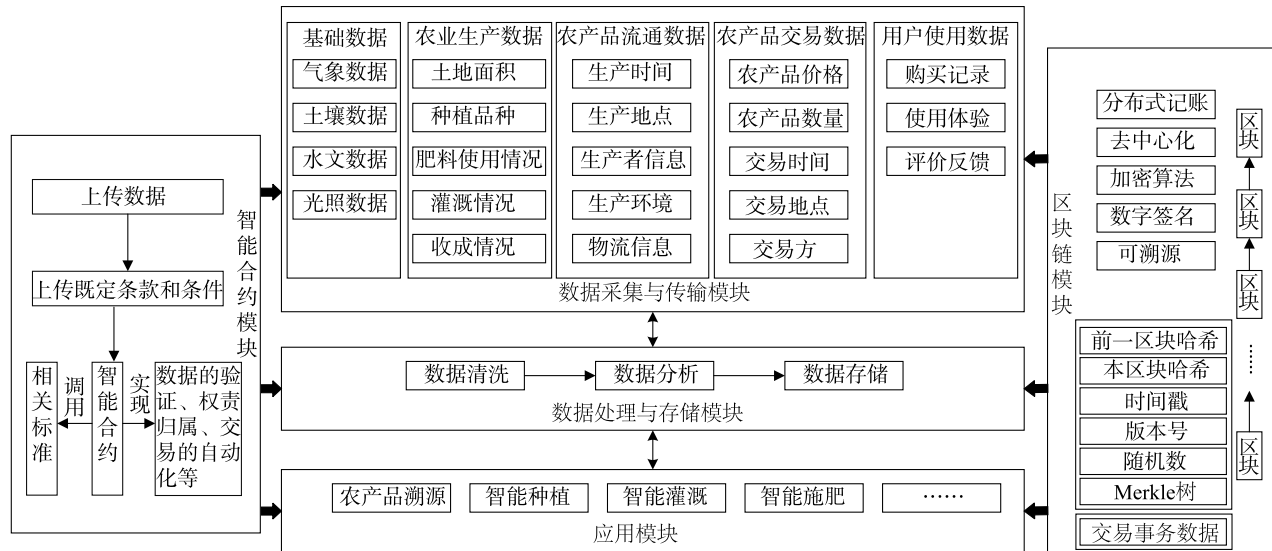 上传数据
上传既定条款和条件
相关标准
调用
智能合约
实现
数据的验
证、权责
归属、交
易的自动
化等
智能合约模块
基础数据
气象数据
土壤数据
水文数据
光照数据
农业生产数据
土地面积
种植品种
肥料使用情况
灌溉情况
收成情况
农产品流通数据
生产时间
生产地点
生产者信息
生产环境
物流信息
农产品交易数据
农产品价格
农产品数量
交易时间
交易地点
交易方
用户使用数据
购买记录
使用体验
评价反馈
数据采集与传输模块
数据清洗
数据分析
数据存储
数据处理与存储模块
农产品溯源
智能种植
智能灌溉
智能施肥
……
应用模块
区块链模块
分布式记账
去中心化
加密算法
数字签名
可溯源
前一区块哈希
本区块哈希
时间戳
版本号
随机数
Merkle树
交易事务数据
区块
区块
区块
……
区块